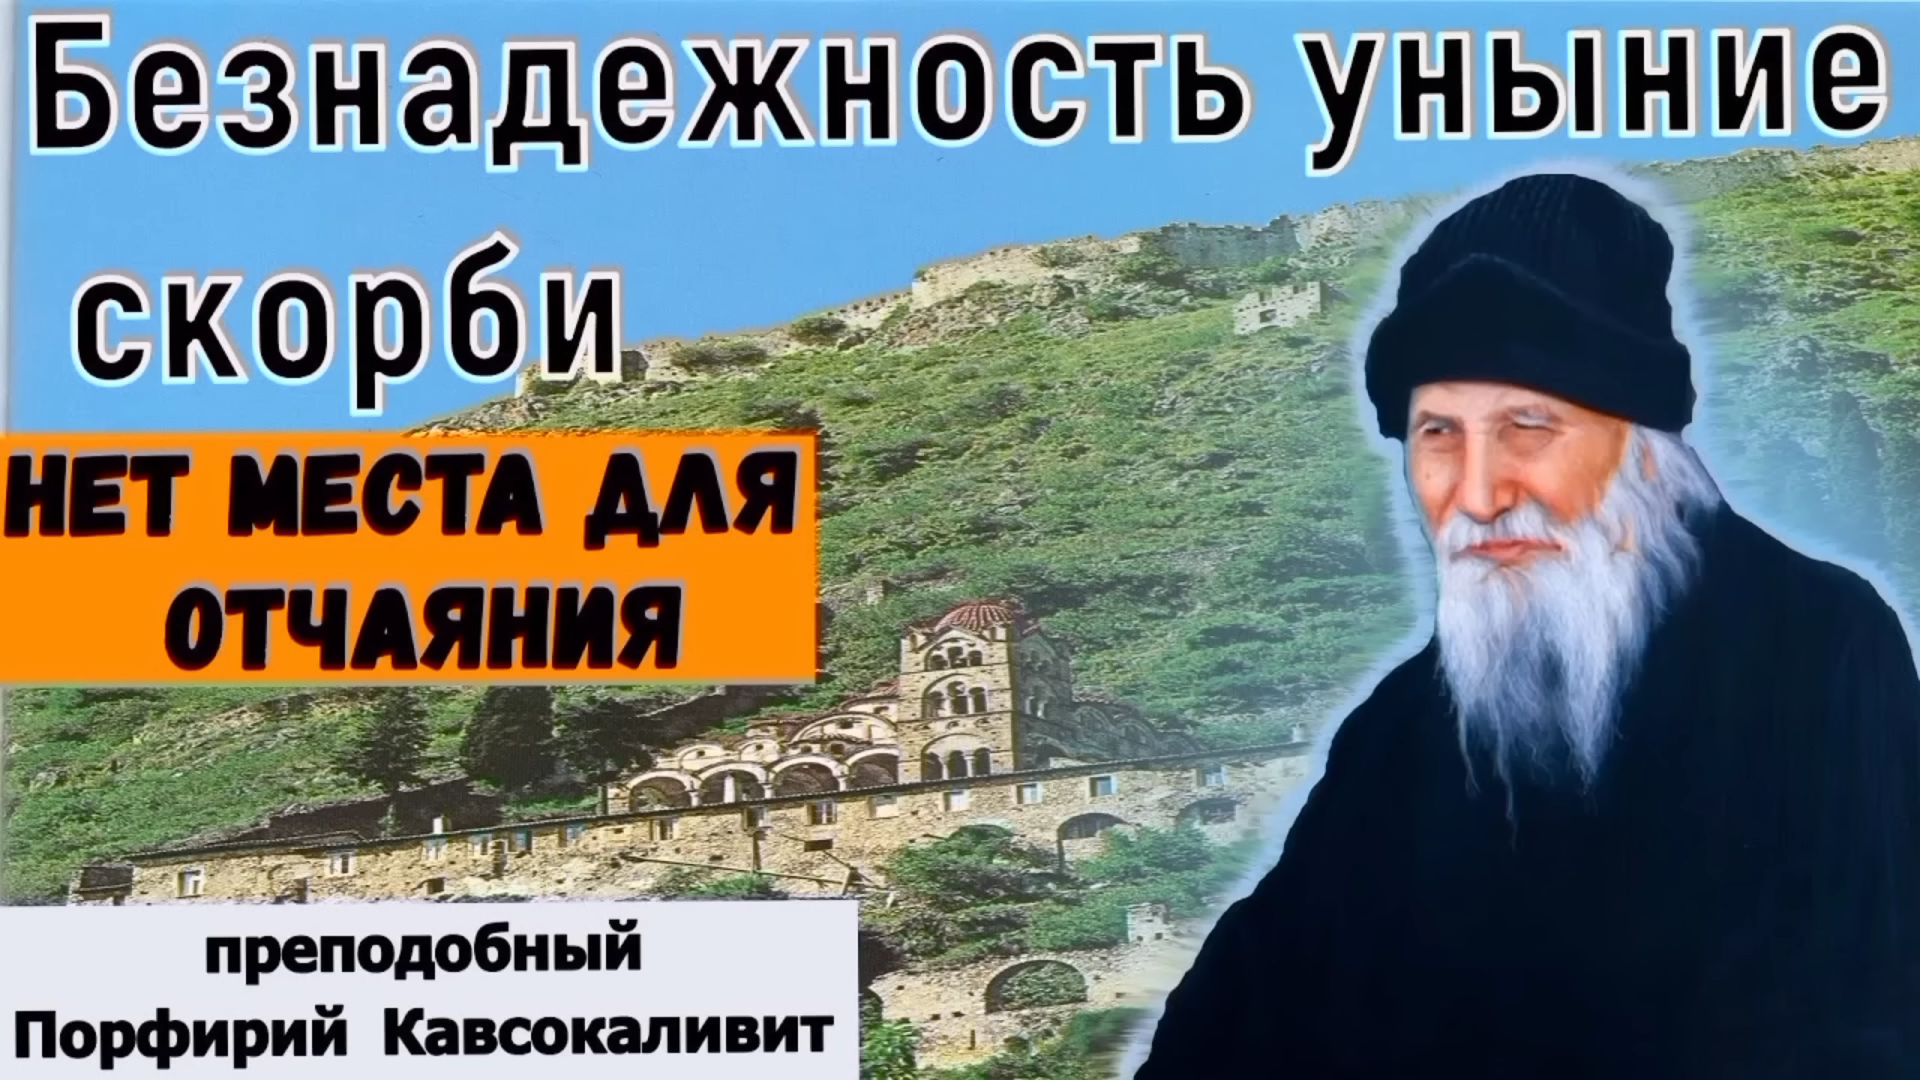 Безнадежность уныние
скорби
НЕТ МЕСТА ДЛЯ
ОТЧАЯНИЯ
преподобный
Порфирий Кавсокаливит